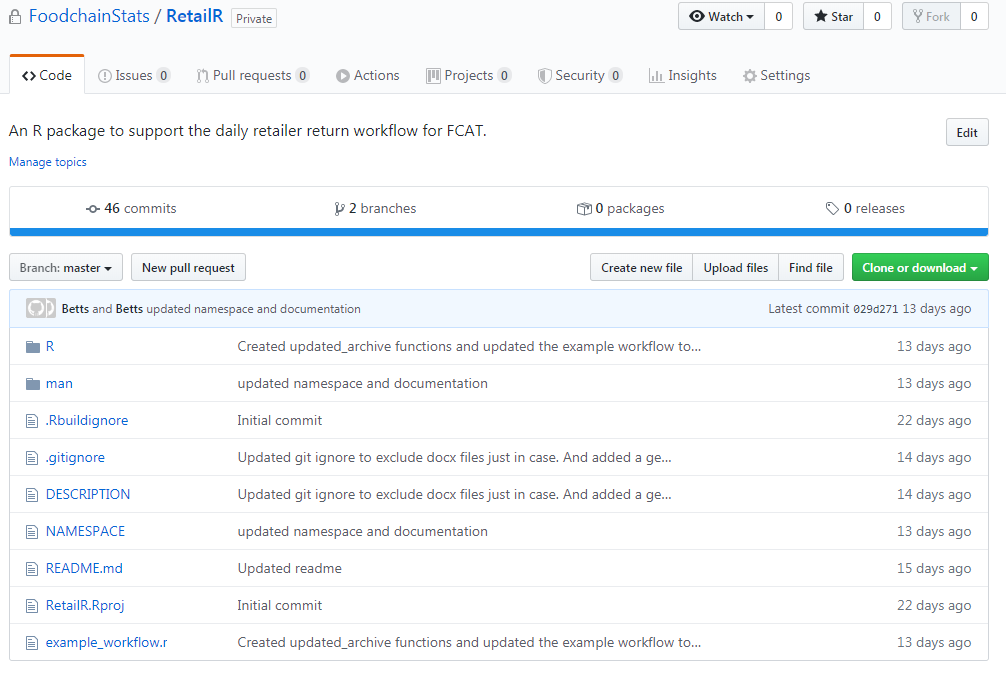 FoodchainStats / RetailR Private Watch 0 Star 0 Fork 0
Code Issues 0 Pull requests 0 Actions Projects 0 Security 0 Insights Settings
An R package to support the daily retailer return workflow for FCAT. Edit
Manage topics
46 commits 2 branches 0 packages 0 releases
Branch: master New pull request Create new file Upload files Find file Clone or download
Betts and Betts updated namespace and documentation Latest commit 029d271 13 days ago
R Created updated_archive functions and updated the example workflow to... 13 days ago
man updated namespace and documentation 13 days ago
.Rbuildignore Initial commit 22 days ago
.gitignore Updated git ignore to exclude docx files just in case. And added a ge... 14 days ago
DESCRIPTION Updated git ignore to exclude docx files just in case. And added a ge... 14 days ago
NAMESPACE updated namespace and documentation 13 days ago
README.md Updated readme 15 days ago
RetailR.Rproj Initial commit 22 days ago
example_workflow.r Created updated_archive functions and updated the example workflow to... 13 days ago